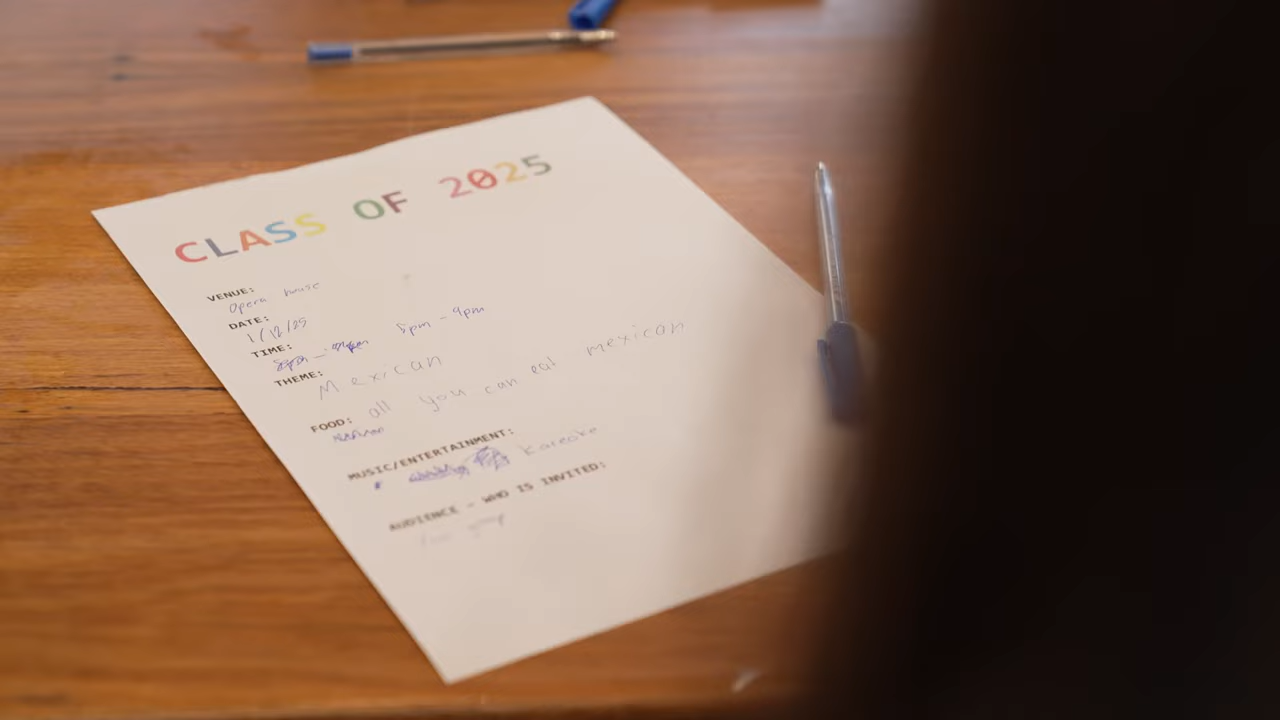 CLASS OF 2025
VENUE:
Opera house
DATE:
1/12/25
TIME:
5pm - 9pm
THEME:
Mexican
FOOD: all you can eat mexican
MUSIC/ENTERTAINMENT:
Kareoke
AUDIENCE - WHO IS INVITED: